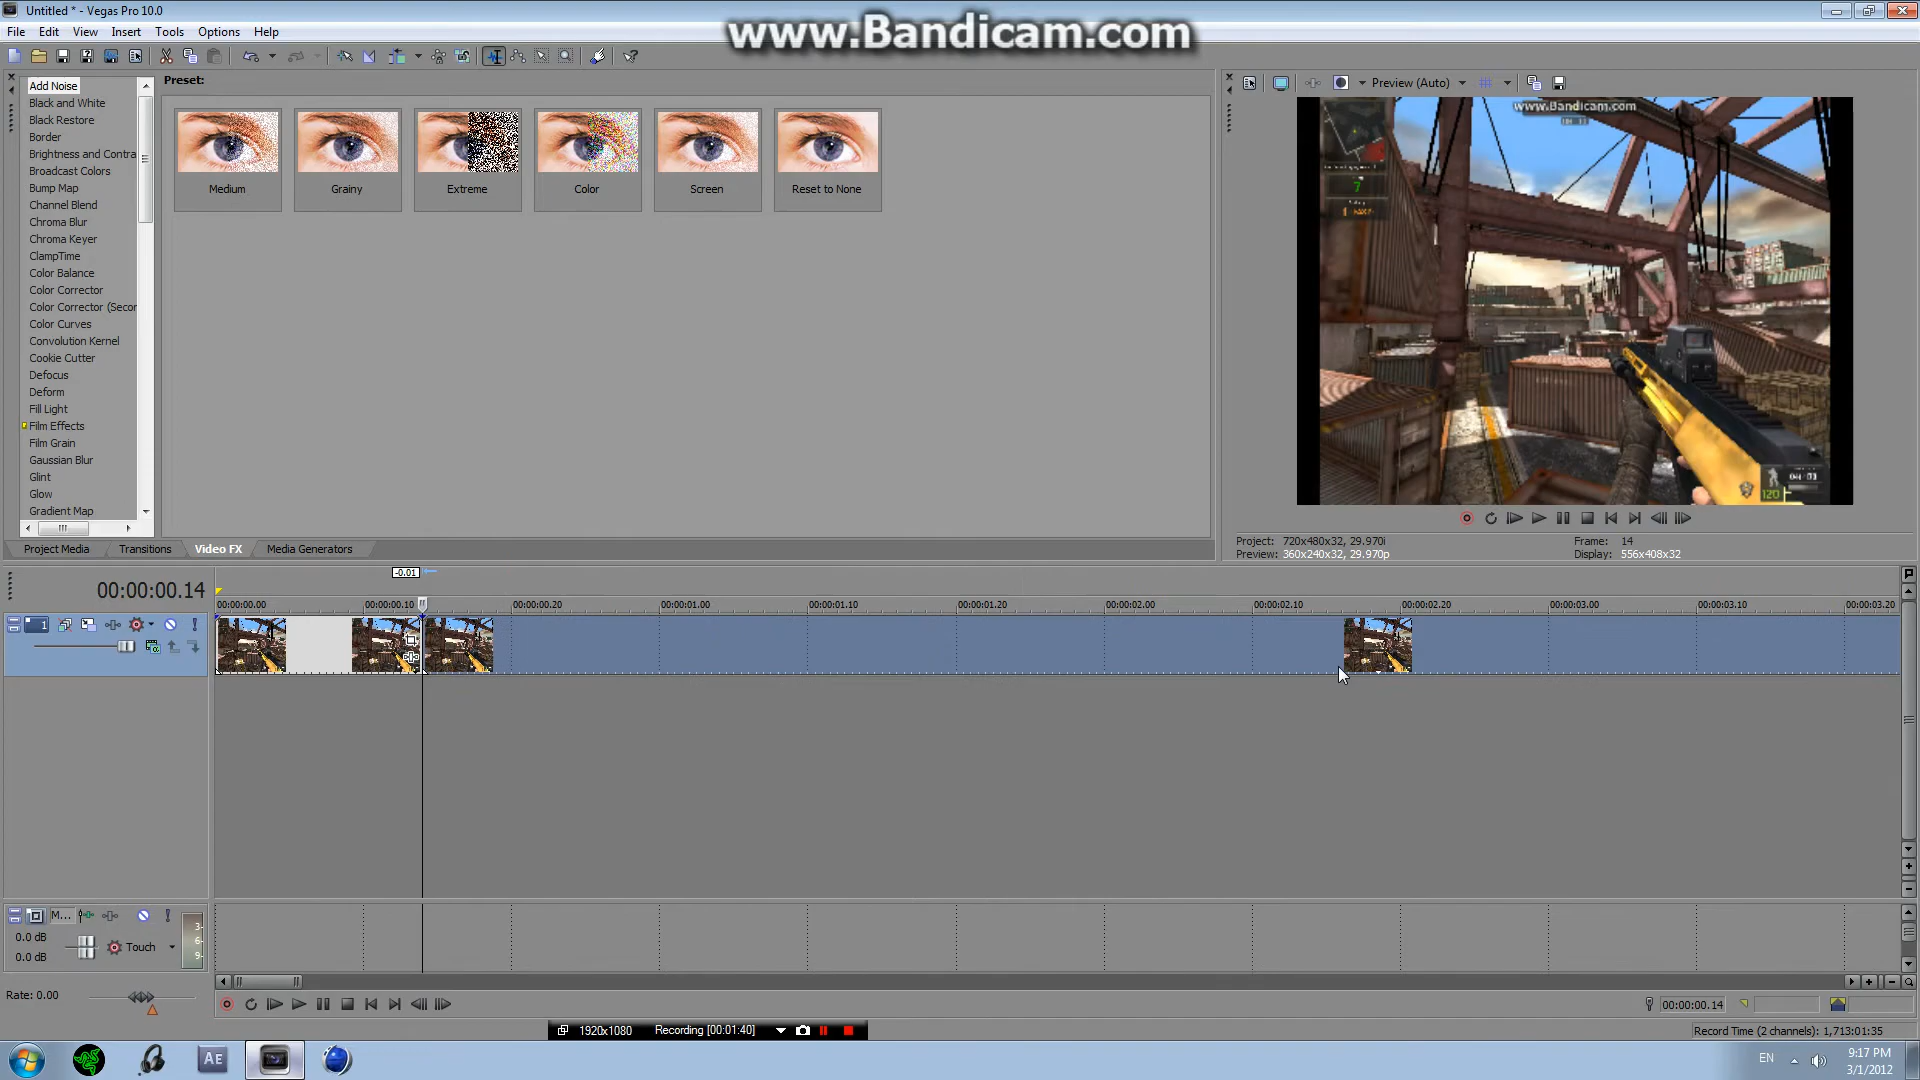 Untitled * - Vegas Pro 10.0
www.Bandicam.com
File Edit View Insert Tools Options Help
Add Noise
Black and White
Black Restore
Border
Brightness and Contra
Broadcast Colors
Bump Map
Channel Blend
Chroma Blur
Chroma Keyer
ClampTime
Color Balance
Color Corrector
Color Corrector (Secor
Color Curves
Convolution Kernel
Cookie Cutter
Defocus
Deform
Fill Light
Film Effects
Film Grain
Gaussian Blur
Glint
Glow
Gradient Map
Preset:
Medium Grainy Extreme Color Screen Reset to None
Preview (Auto)
www.Bandicam.com
7
120
Project: 720x480x32, 29.970i Frame: 14
Preview: 360x240x32, 29.970p Display: 556x408x32
Project Media Transitions Video FX Media Generators
-0.01
00:00:00.14
00:00:00.00 00:00:00.10 00:00:00.20 00:00:01.00 00:00:01.10 00:00:01.20 00:00:02.00 00:00:02.10 00:00:02.20 00:00:03.00 00:00:03.10 00:00:03.20
1
M...
0.0 dB
0.0 dB
Touch
3-
6-
9-
Rate: 0.00
00:00:00.14
1920x1080 Recording [00:01:40]
Record Time (2 channels): 1,713:01:35
Ae
EN
9:17 PM
3/1/2012